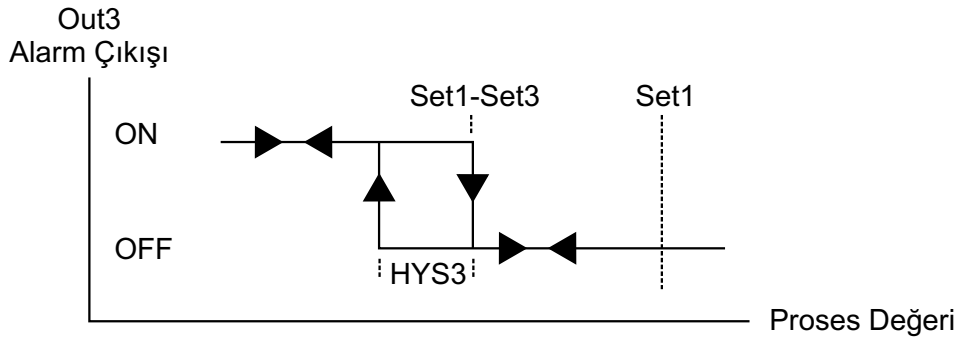 Out3
Alarm Çıkışı
Set1-Set3
Set1
ON
OFF
HYS3
Proses Değeri